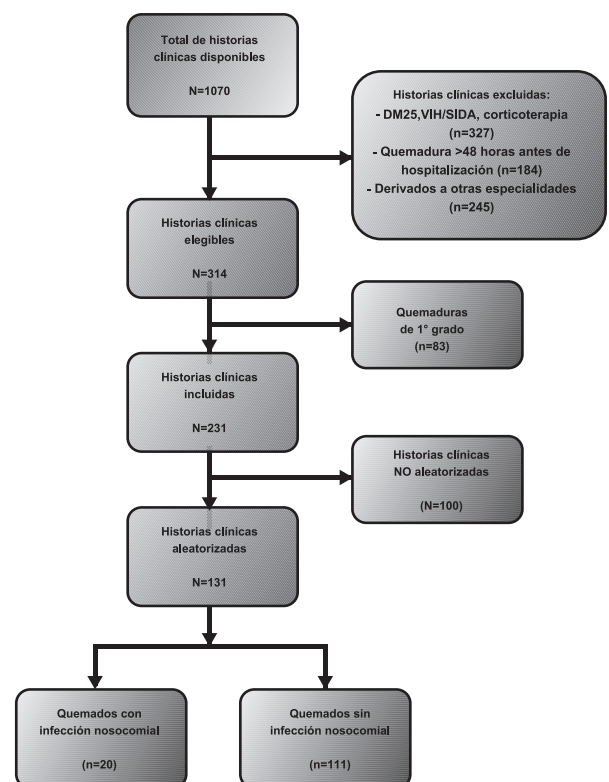 Total de historias
clínicas disponibles
N=1070
Historias clínicas excluidas:
- DM25,VIH/SIDA, corticoterapia
(n=327)
- Quemadura >48 horas antes de
hospitalización (n=184)
- Derivados a otras especialidades
(n=245)
Historias clínicas
elegibles
N=314
Quemaduras
de 1° grado
(n=83)
Historias clínicas
incluidas
N=231
Historias clínicas
NO aleatorizadas
(N=100)
Historias clínicas
aleatorizadas
N=131
Quemados con
infección nosocomial
(n=20)
Quemados sin
infección nosocomial
(n=111)